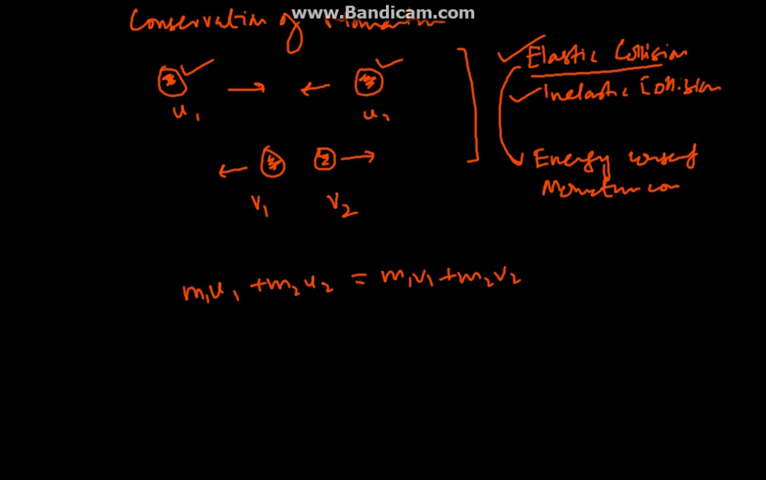 www.Bandicam.com
Conservation of Momentum
u₁
u₂
v₁
v₂
m₁u₁ + m₂u₂ = m₁v₁ + m₂v₂
Elastic Collision
Inelastic Collision
Energy
Momentum con